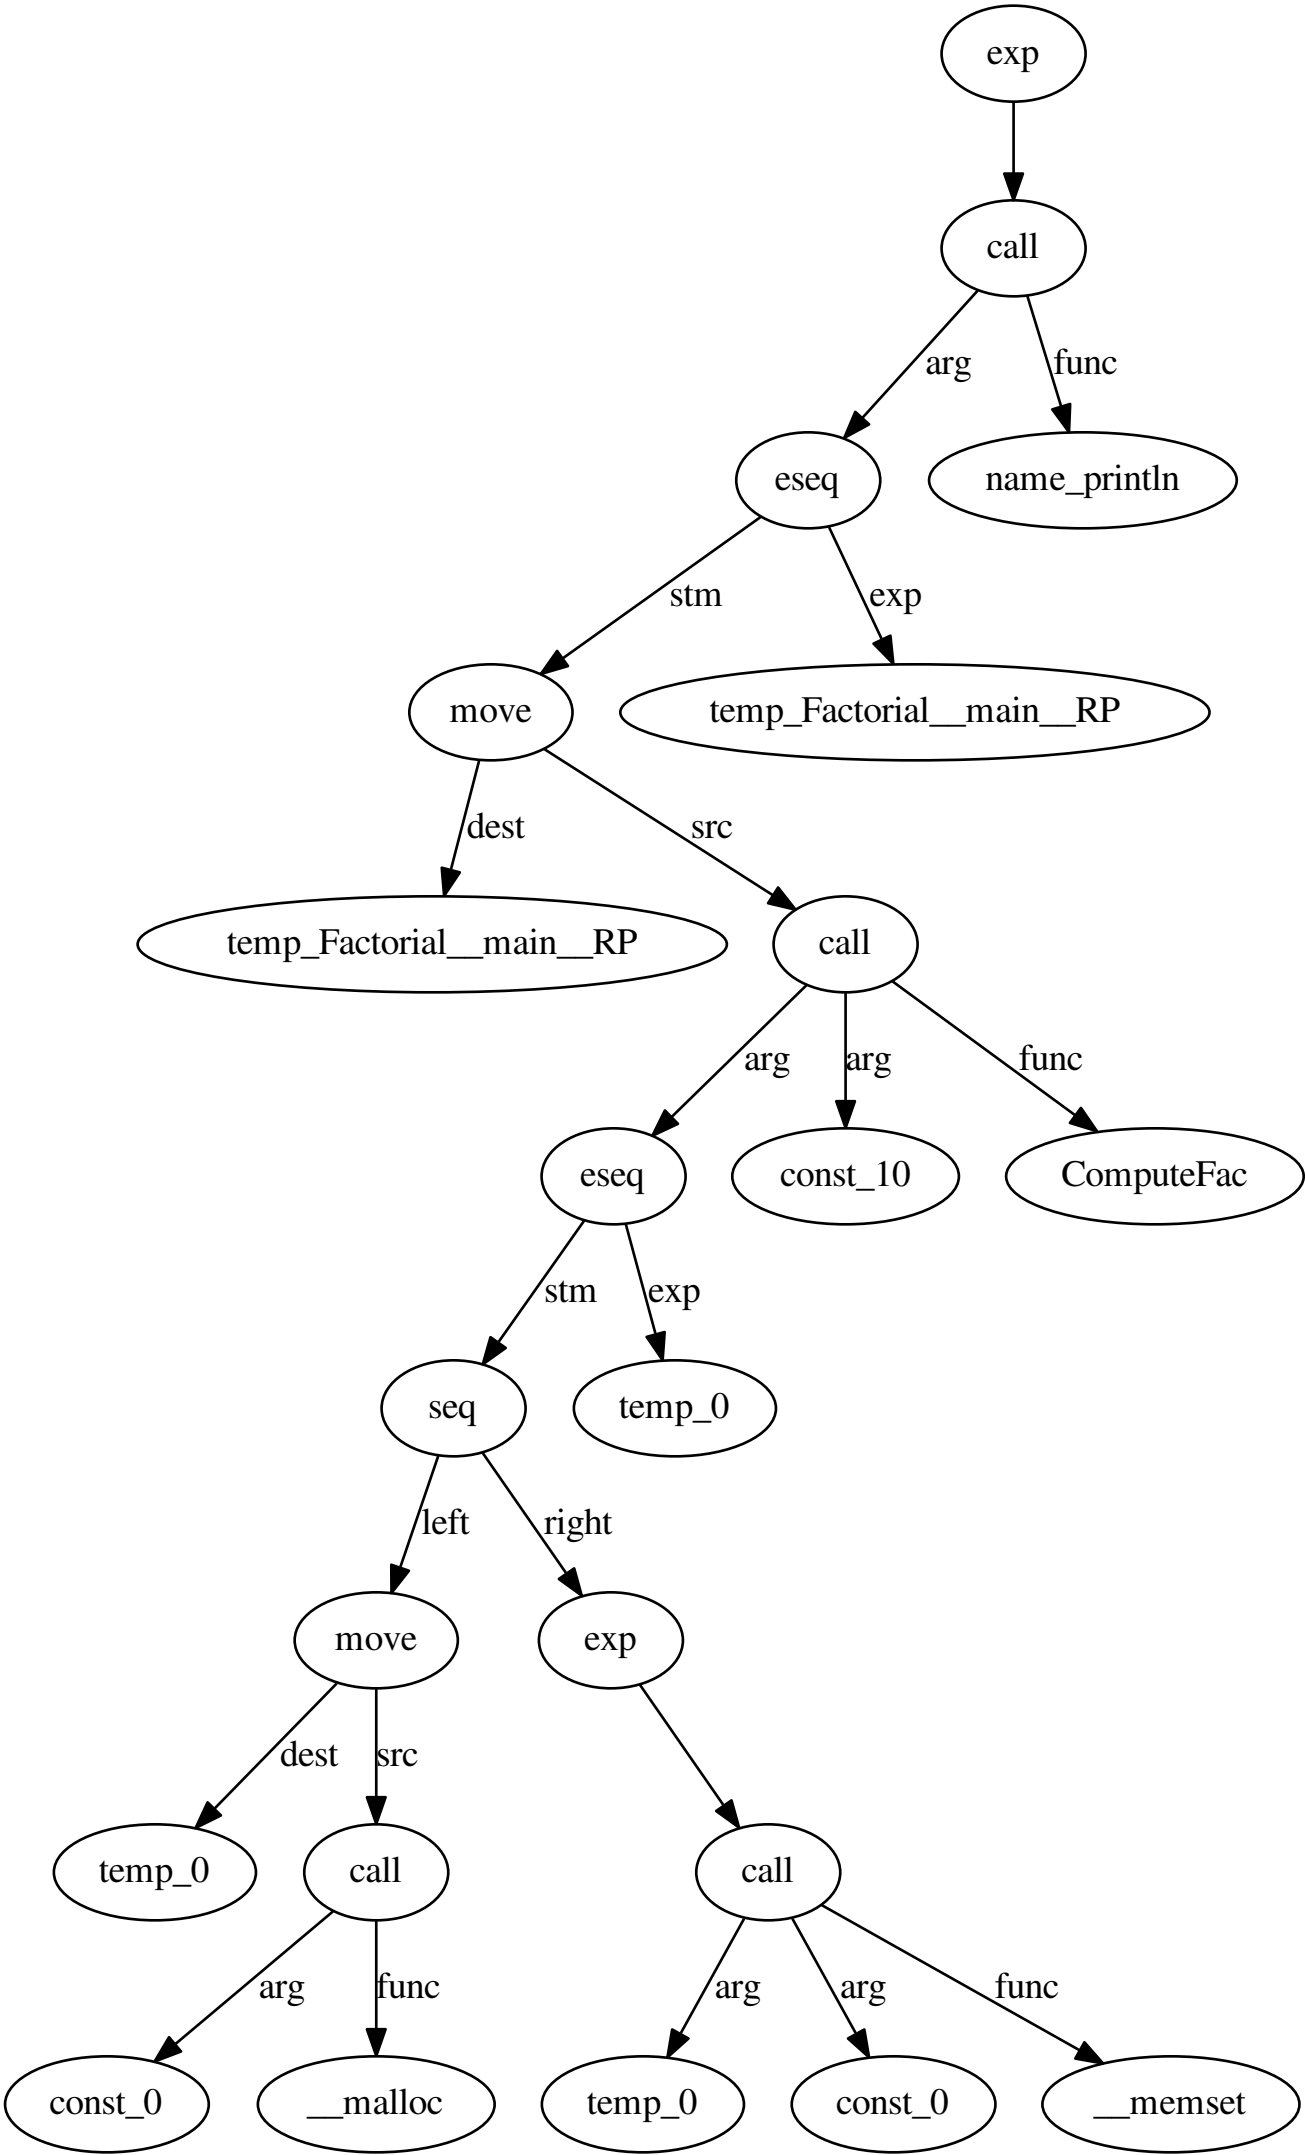 exp
call
arg
func
eseq
name_println
stm
exp
move
temp_Factorial__main__RP
dest
src
temp_Factorial__main__RP
call
arg
arg
func
eseq
const_10
ComputeFac
stm
exp
seq
temp_0
left
right
move
exp
dest
src
temp_0
call
call
arg
func
arg
arg
func
const_0
__malloc
temp_0
const_0
__memset